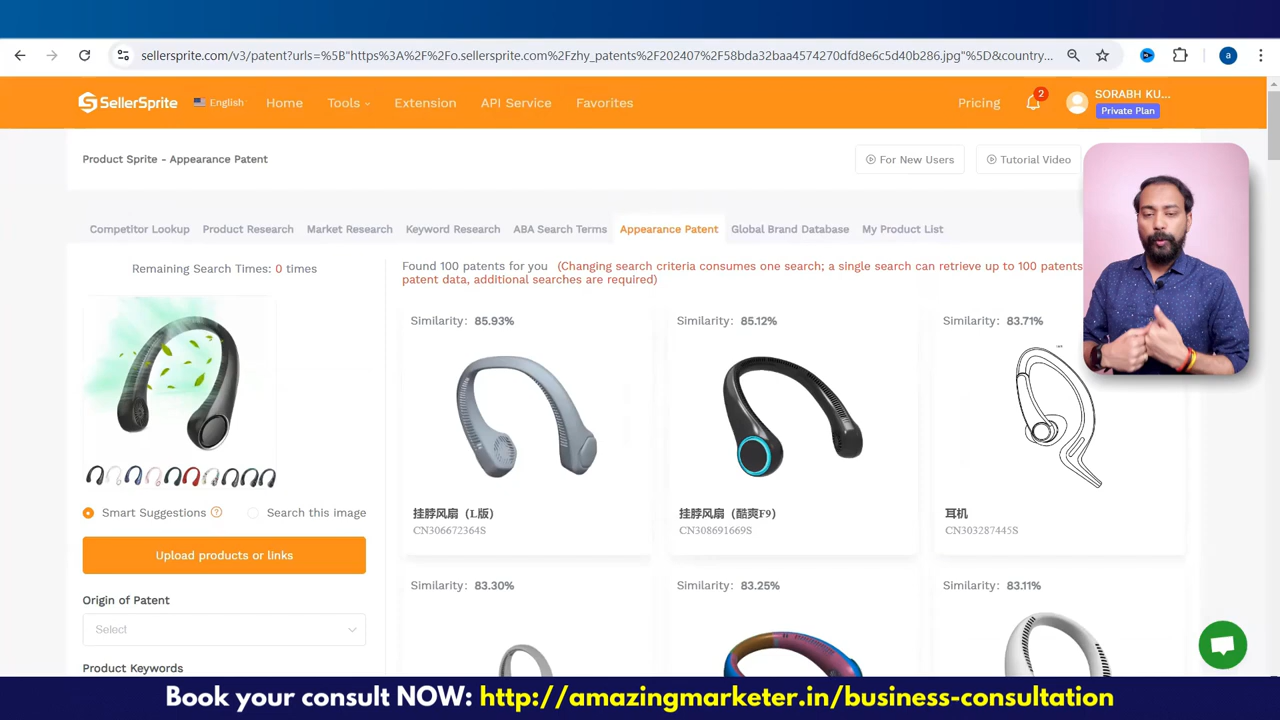 sellersprite.com/v3/patent?urls=%5B"https%3A%2F%2Fo.sellersprite.com%2Fzhy_patents%2F202407%2F58bda32baa4574270dfd8e6c5d40b286.jpg"%5D&country...
a
SellerSprite
English
Home
Tools
Extension
API Service
Favorites
Pricing
2
SORABH KU...
Private Plan
Product Sprite - Appearance Patent
For New Users
Tutorial Video
Competitor Lookup
Product Research
Market Research
Keyword Research
ABA Search Terms
Appearance Patent
Global Brand Database
My Product List
Remaining Search Times: 0 times
Found 100 patents for you (Changing search criteria consumes one search; a single search can retrieve up to 100 patents
patent data, additional searches are required)
Similarity: 85.93%
Similarity: 85.12%
Similarity: 83.71%
挂脖风扇（L版）
CN306672364S
挂脖风扇（酷爽F9）
CN308691669S
耳机
CN303287445S
Smart Suggestions
Search this image
Upload products or links
Origin of Patent
Select
Product Keywords
Similarity: 83.30%
Similarity: 83.25%
Similarity: 83.11%
Book your consult NOW: http://amazingmarketer.in/business-consultation